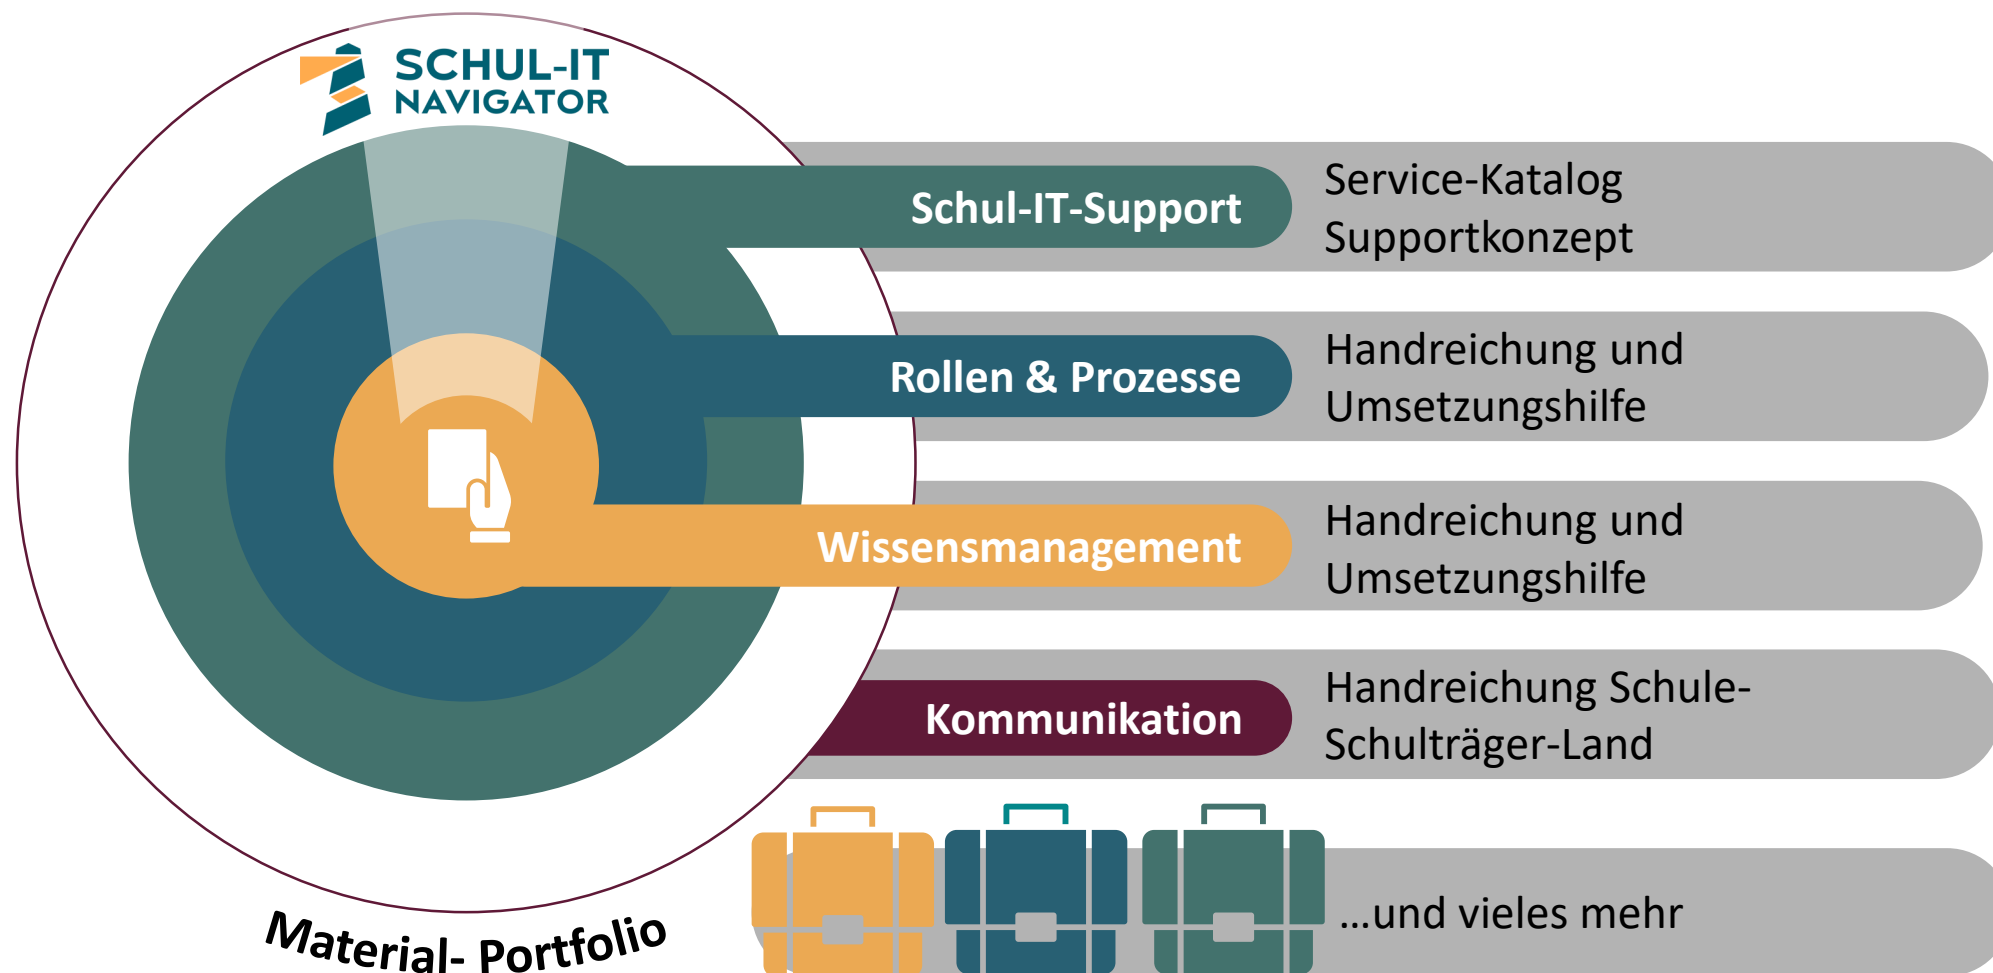 SCHUL-IT
NAVIGATOR
Schul-IT-Support
Service-Katalog
Supportkonzept
Rollen & Prozesse
Handreichung und
Umsetzungshilfe
Wissensmanagement
Handreichung und
Umsetzungshilfe
Kommunikation
Handreichung Schule-
Schulträger-Land
...und vieles mehr
Material- Portfolio